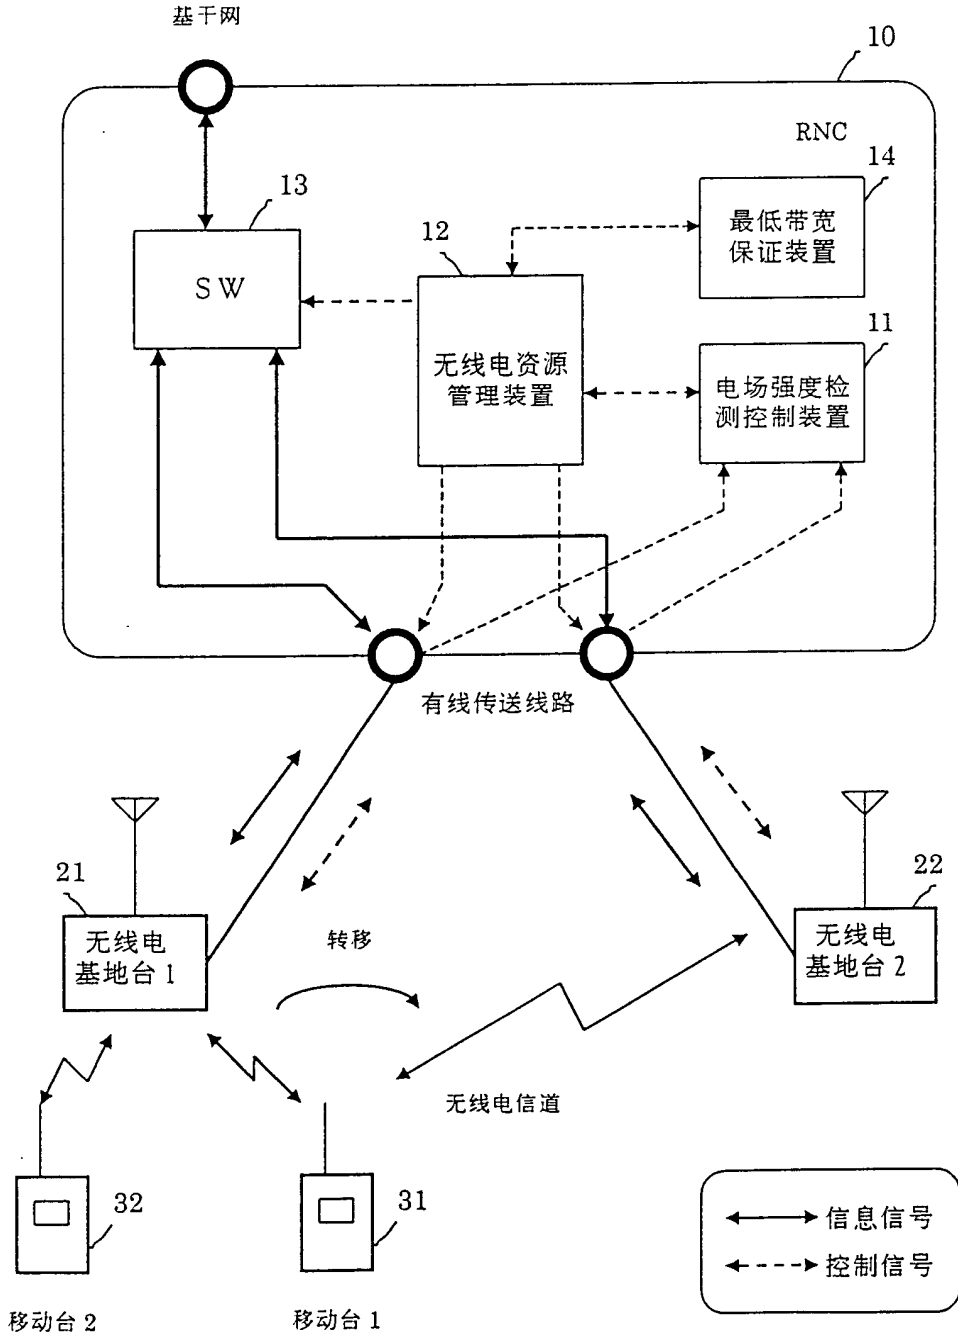 基干网
10
RNC
13
14
SW
12
最低带宽
保证装置
11
无线电资源
管理装置
电场强度检
测控制装置
有线传送线路
21
22
无线电
基地台1
转移
无线电
基地台2
无线电信道
32
31
信息信号
控制信号
移动台2
移动台1